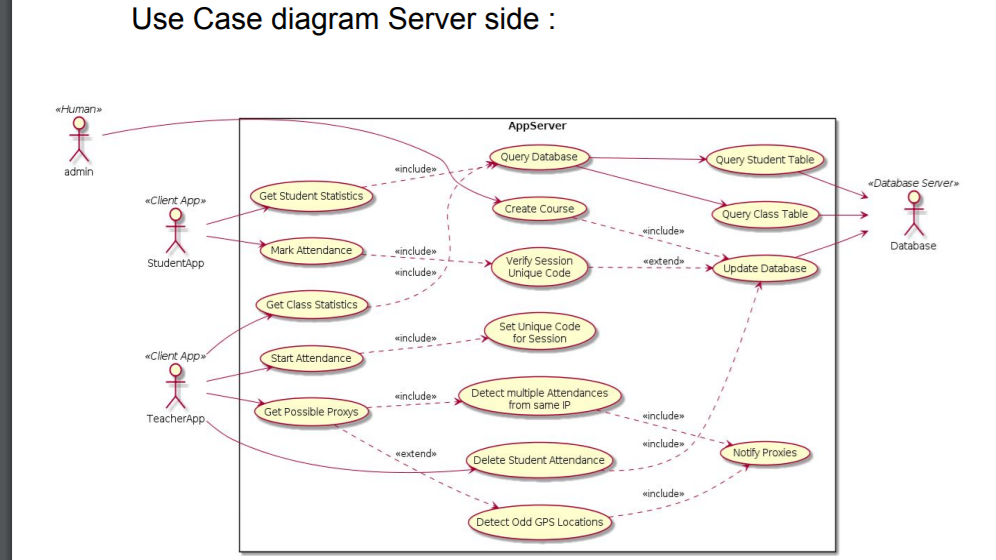 Use Case diagram Server side :
«Human»
admin
AppServer
Query Database
Query Student Table
«include»
«Database Server»
«Client App»
Get Student Statistics
Create Course
Query Class Table
StudentApp
Mark Attendance
«include»
Verify Session
Unique Code
«include»
«extend»
Update Database
Database
«include»
Get Class Statistics
Set Unique Code
for Session
«include»
«Client App»
Start Attendance
TeacherApp
Get Possible Proxys
«include»
Detect multiple Attendances
from same IP
«include»
«include»
«extend»
Delete Student Attendance
Notify Proxies
«include»
Detect Odd GPS Locations